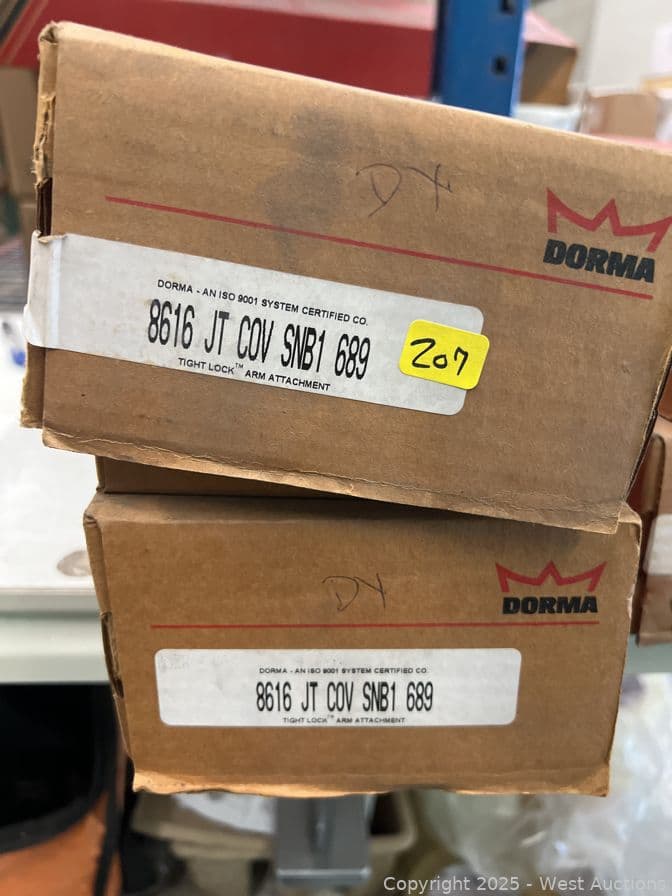 DY
DORMA
DORMA - AN ISO 9001 SYSTEM CERTIFIED CO.
8616 JT COV SNB1 689
TIGHT LOCK™ ARM ATTACHMENT
207
DY
DORMA
DORMA - AN ISO 9001 SYSTEM CERTIFIED CO.
8616 JT COV SNB1 689
TIGHT LOCK™ ARM ATTACHMENT
Copyright 2025 - West Auctions